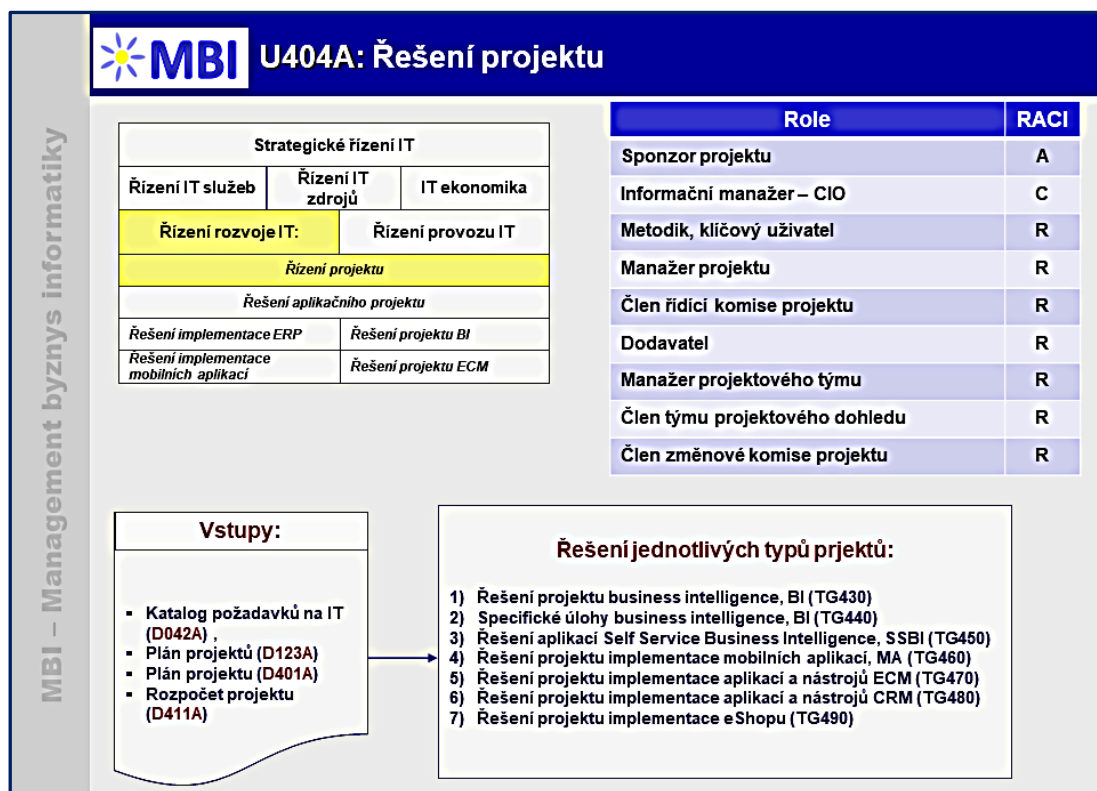 MBI – Management byznys informatiky
MBI
U404A: Řešení projektu
Strategické řízení IT
Řízení IT služeb
Řízení IT
zdrojů
IT ekonomika
Řízení rozvoje IT:
Řízení provozu IT
Řízení projektu
Řešení aplikačního projektu
Řešení implementace ERP
Řešení projektu BI
Řešení implementace
mobilních aplikací
Řešení projektu ECM
Role RACI
Sponzor projektu A
Informační manažer – CIO C
Metodik, klíčový uživatel R
Manažer projektu R
Člen řídící komise projektu R
Dodavatel R
Manažer projektového týmu R
Člen týmu projektového dohledu R
Člen změnové komise projektu R
Vstupy:
▪ Katalog požadavků na IT
(D042A) ,
▪ Plán projektů (D123A)
▪ Plán projektu (D401A)
▪ Rozpočet projektu
(D411A)
Řešení jednotlivých typů prjektů:
1) Řešení projektu business intelligence, BI (TG430)
2) Specifické úlohy business intelligence, BI (TG440)
3) Řešení aplikací Self Service Business Intelligence, SSBI (TG450)
4) Řešení projektu implementace mobilních aplikací, MA (TG460)
5) Řešení projektu implementace aplikací a nástrojů ECM (TG470)
6) Řešení projektu implementace aplikací a nástrojů CRM (TG480)
7) Řešení projektu implementace eShopu (TG490)